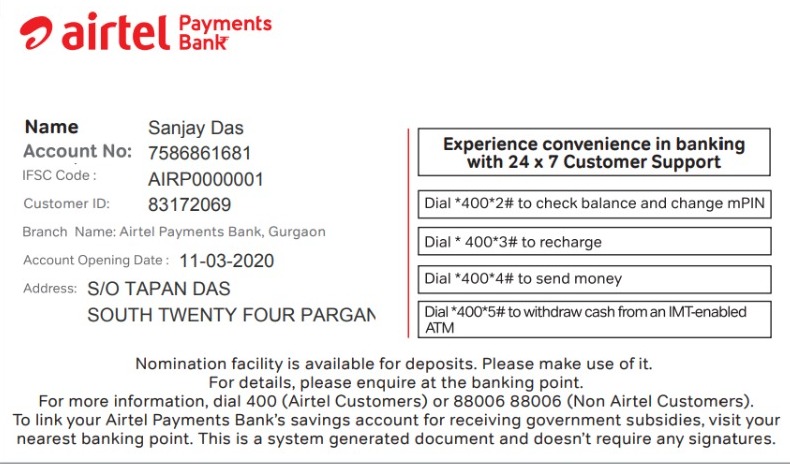 airtel Payments Bank
Name Sanjay Das
Account No: 7586861681
IFSC Code : AIRP0000001
Customer ID: 83172069
Branch Name: Airtel Payments Bank, Gurgaon
Account Opening Date : 11-03-2020
Address: S/O TAPAN DAS
SOUTH TWENTY FOUR PARGAN
Experience convenience in banking
with 24 x 7 Customer Support
Dial *400*2# to check balance and change mPIN
Dial * 400*3# to recharge
Dial *400*4# to send money
Dial *400*5# to withdraw cash from an IMT-enabled
ATM
Nomination facility is available for deposits. Please make use of it.
For details, please enquire at the banking point.
For more information, dial 400 (Airtel Customers) or 88006 88006 (Non Airtel Customers).
To link your Airtel Payments Bank's savings account for receiving government subsidies, visit your
nearest banking point. This is a system generated document and doesn't require any signatures.